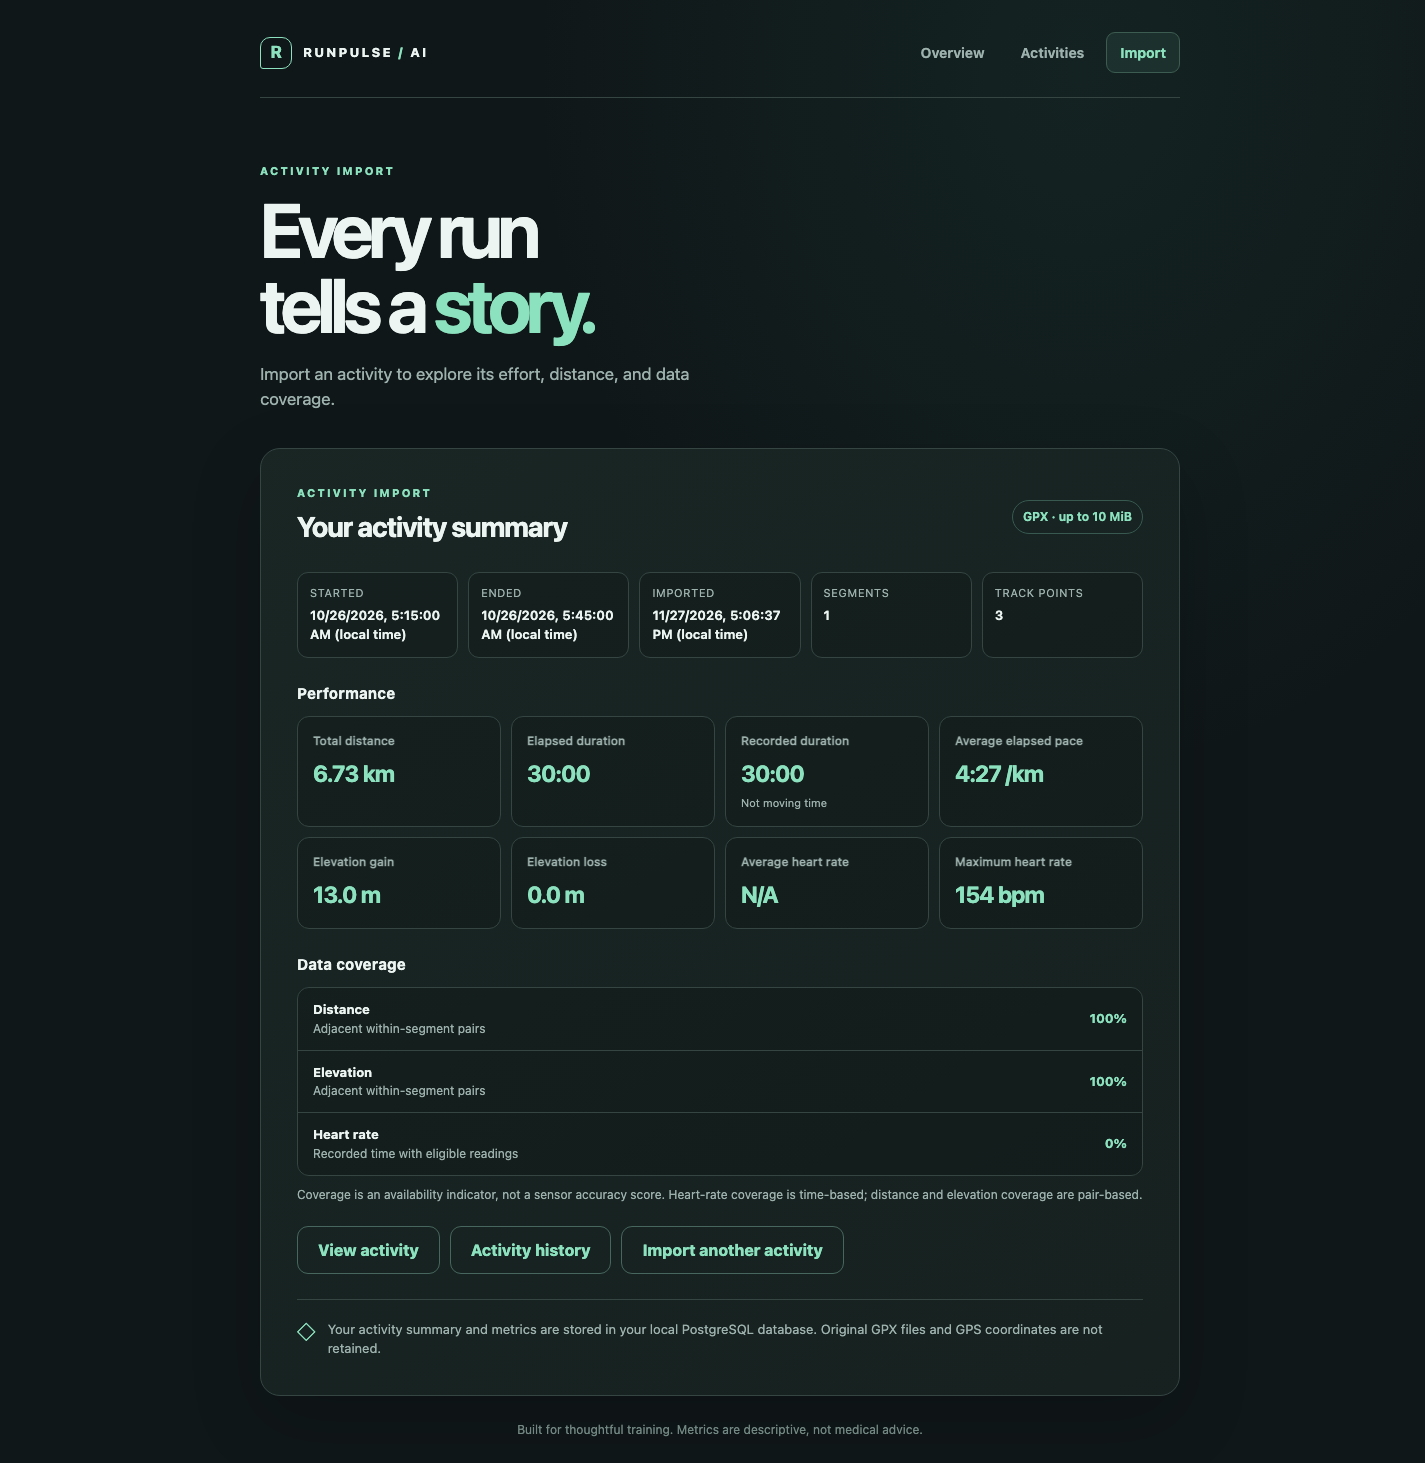 R RUNPULSE / AI
Overview Activities Import
ACTIVITY IMPORT
Every run
tells a story.
Import an activity to explore its effort, distance, and data
coverage.
ACTIVITY IMPORT
Your activity summary
GPX · up to 10 MiB
STARTED
10/26/2026, 5:15:00
AM (local time)
ENDED
10/26/2026, 5:45:00
AM (local time)
IMPORTED
11/27/2026, 5:06:37
PM (local time)
SEGMENTS
1
TRACK POINTS
3
Performance
Total distance
6.73 km
Elapsed duration
30:00
Recorded duration
30:00
Not moving time
Average elapsed pace
4:27 /km
Elevation gain
13.0 m
Elevation loss
0.0 m
Average heart rate
N/A
Maximum heart rate
154 bpm
Data coverage
Distance
Adjacent within-segment pairs
100%
Elevation
Adjacent within-segment pairs
100%
Heart rate
Recorded time with eligible readings
0%
Coverage is an availability indicator, not a sensor accuracy score. Heart-rate coverage is time-based; distance and elevation coverage are pair-based.
View activity Activity history Import another activity
Your activity summary and metrics are stored in your local PostgreSQL database. Original GPX files and GPS coordinates are not
retained.
Built for thoughtful training. Metrics are descriptive, not medical advice.